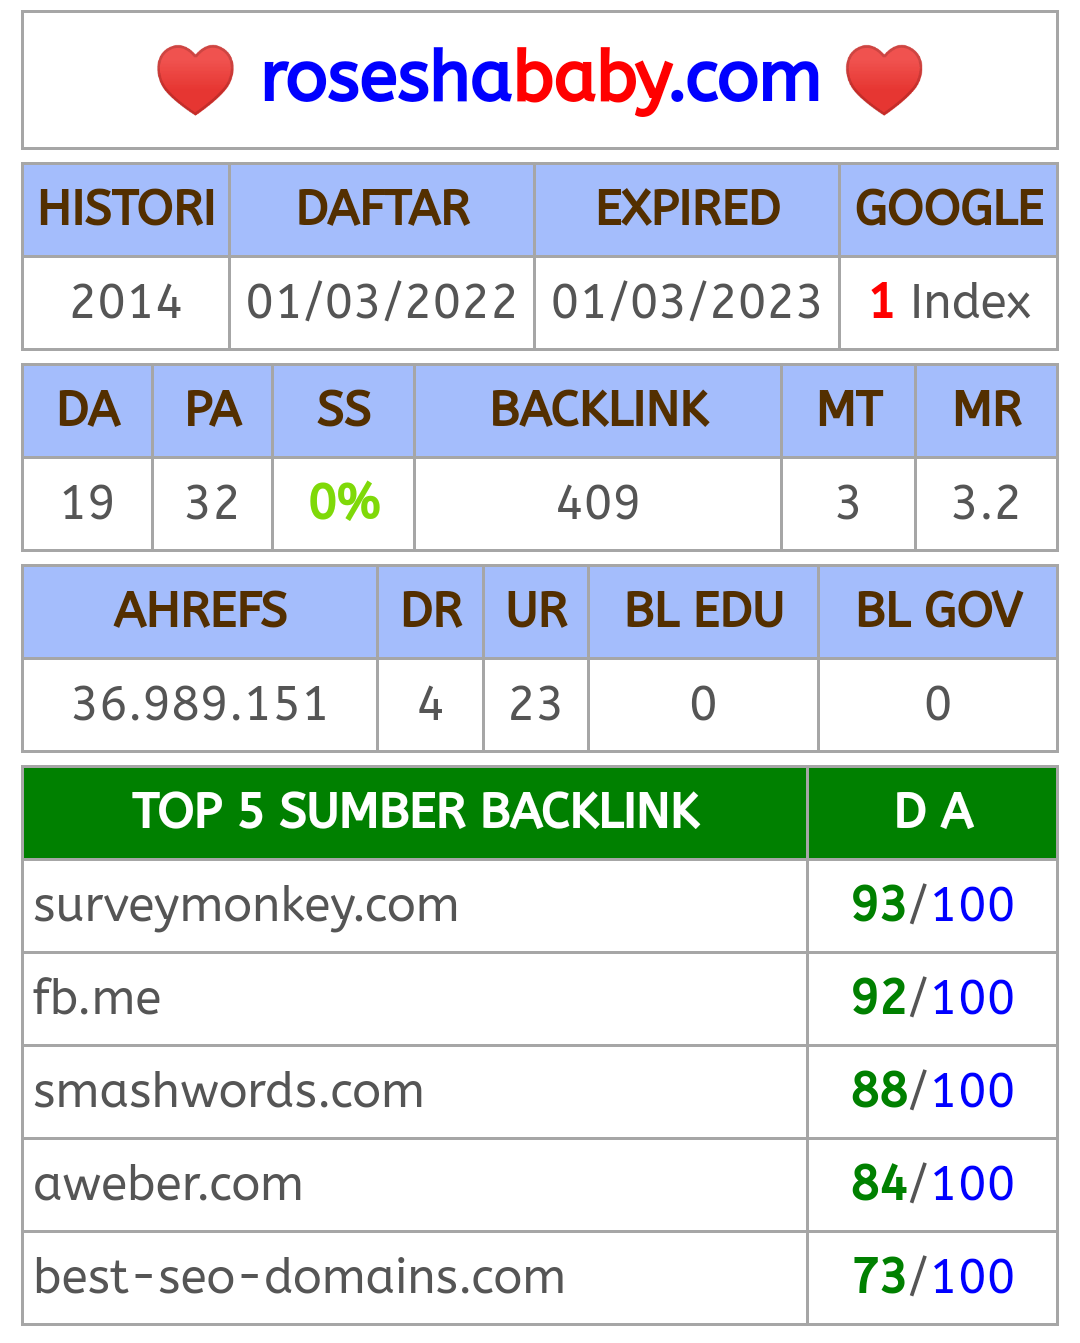 roseshababy.com
HISTORI DAFTAR EXPIRED GOOGLE
2014 01/03/2022 01/03/2023 1 Index
DA PA SS BACKLINK MT MR
19 32 0% 409 3 3.2
AHREFS DR UR BL EDU BL GOV
36.989.151 4 23 0 0
TOP 5 SUMBER BACKLINK D A
surveymonkey.com 93/100
fb.me 92/100
smashwords.com 88/100
aweber.com 84/100
best-seo-domains.com 73/100